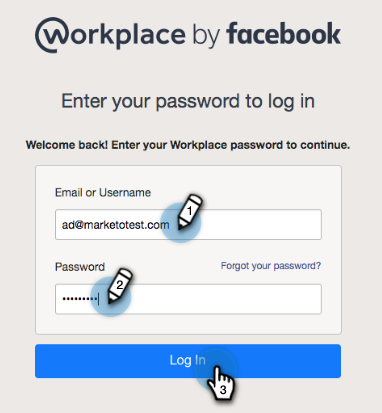 Workplace by facebook
Enter your password to log in
Welcome back! Enter your Workplace password to continue.
Email or Username
1
ad@marketotest.com
Password
Forgot your password?
2
•••••••••
Log In
3